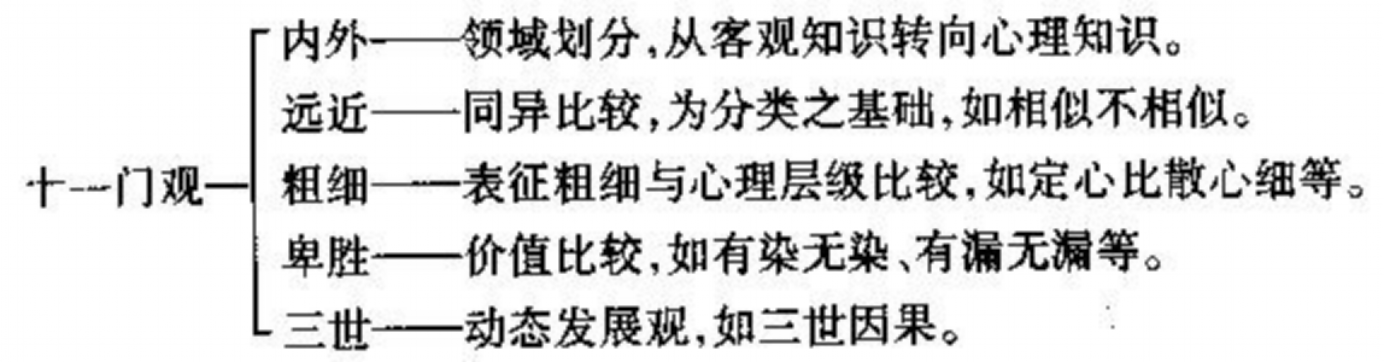 内外——领域划分,从客观知识转向心理知识。
远近——同异比较,为分类之基础,如相似不相似。
十一门观—粗细——表征粗细与心理层级比较,如定心比散心细等。
卑胜——价值比较,如有染无染、有漏无漏等。
三世——动态发展观,如三世因果。